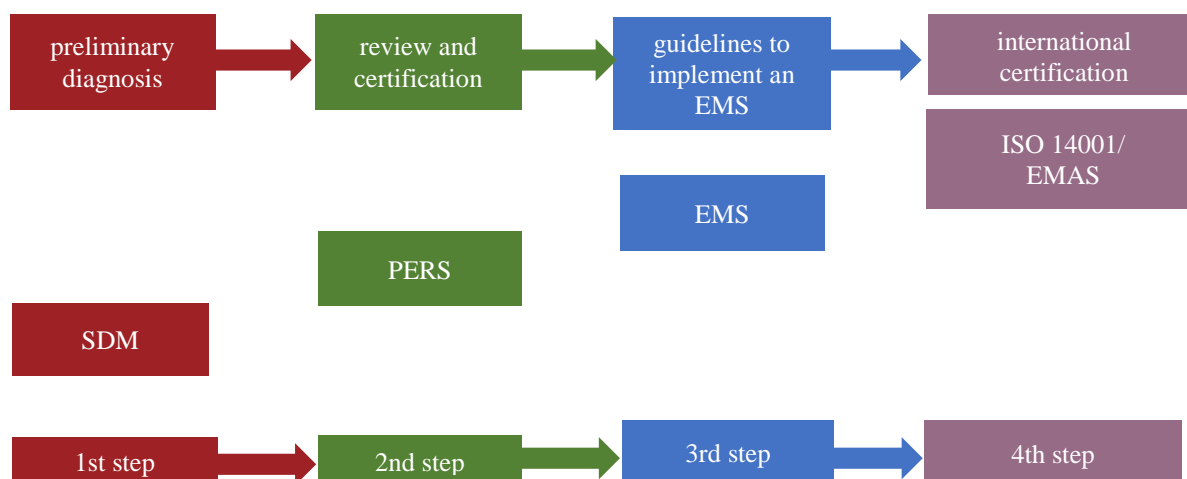 preliminary
diagnosis
review and
certification
guidelines to
implement an
EMS
international
certification
ISO 14001/
EMAS
EMS
PERS
SDM
1st step
2nd step
3rd step
4th step